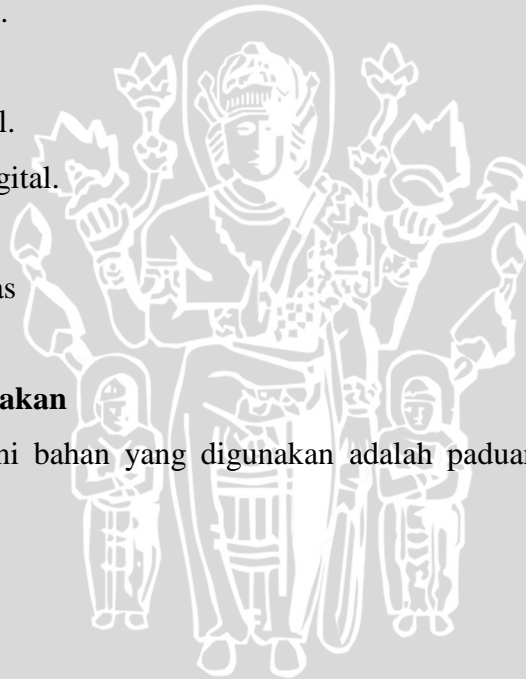 .
l.
gital.
as
akan
ni bahan yang digunakan adalah paduan